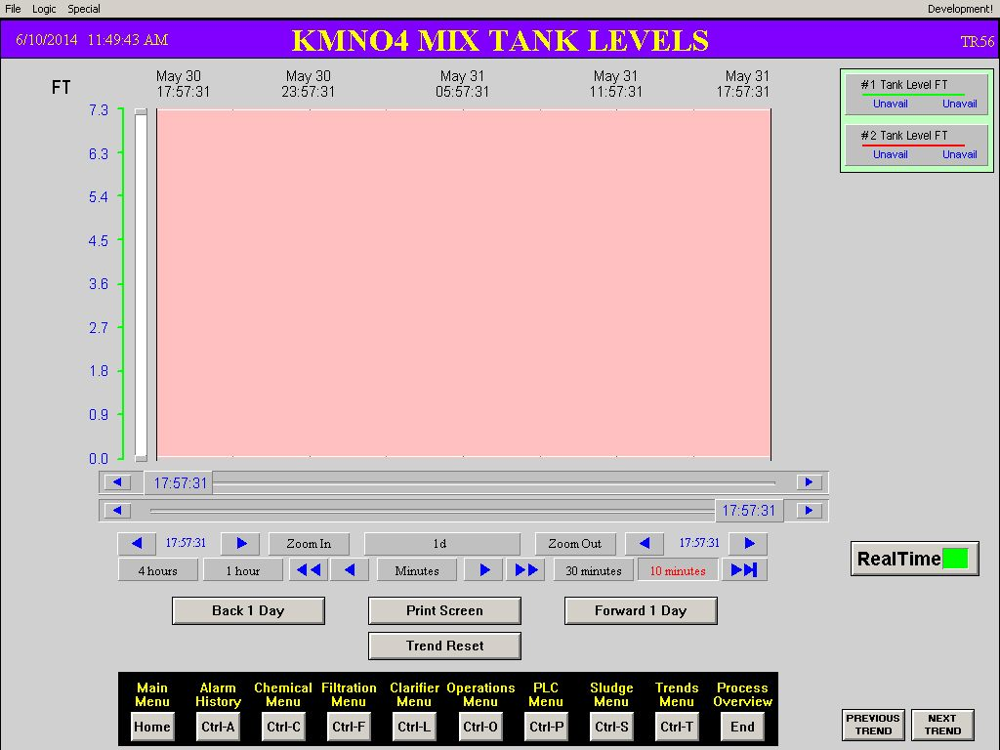 File Logic Special Development!
6/10/2014 11:49:43 AM KMNO4 MIX TANK LEVELS TR56
FT
May 30 May 30 May 31 May 31 May 31
17:57:31 23:57:31 05:57:31 11:57:31 17:57:31
7.3
6.3
5.4
4.5
3.6
2.7
1.8
0.9
0.0
#1 Tank Level FT
Unavail Unavail
#2 Tank Level FT
Unavail Unavail
17:57:31
17:57:31
17:57:31 Zoom In 1d Zoom Out 17:57:31
4 hours 1 hour Minutes 30 minutes 10 minutes
RealTime
Back 1 Day Print Screen Forward 1 Day
Trend Reset
Main Alarm Chemical Filtration Clarifier Operations PLC Sludge Trends Process
Menu History Menu Menu Menu Menu Menu Menu Menu Overview
Home Ctrl-A Ctrl-C Ctrl-F Ctrl-L Ctrl-O Ctrl-P Ctrl-S Ctrl-T End
PREVIOUS NEXT
TREND TREND